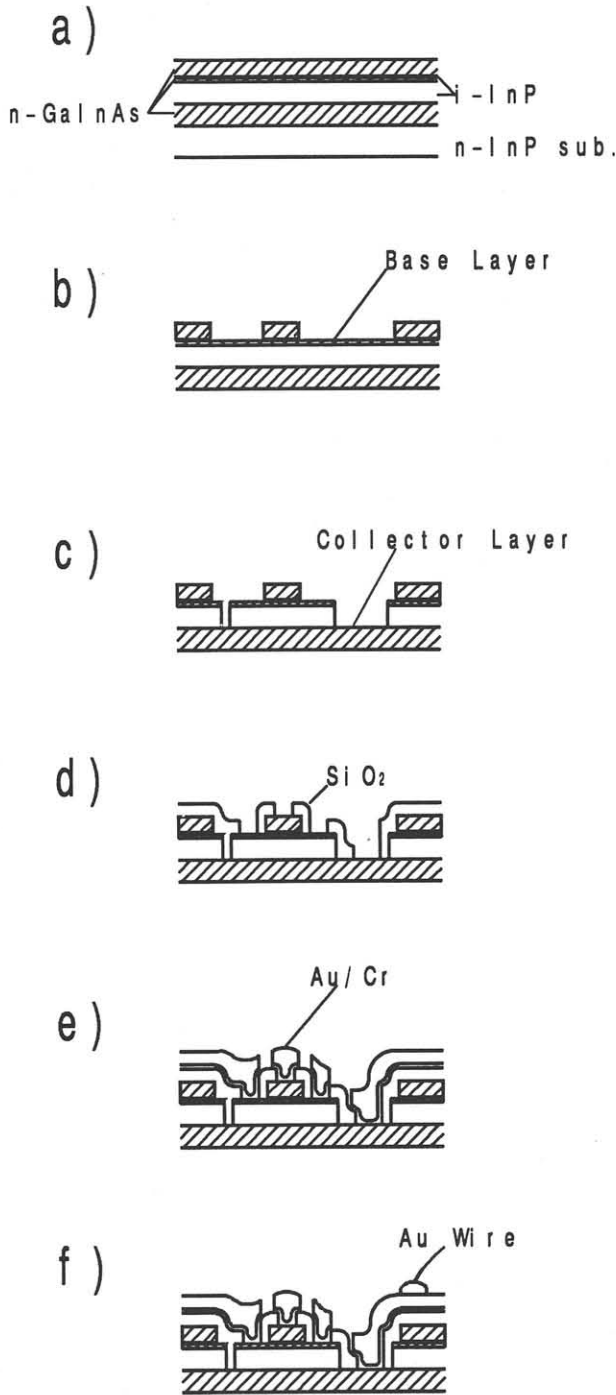 a)
n-GaInAs
i-InP
n-InP sub.
b)
Base Layer
c)
Collector Layer
d)
SiO₂
e)
Au/Cr
f)
Au Wire